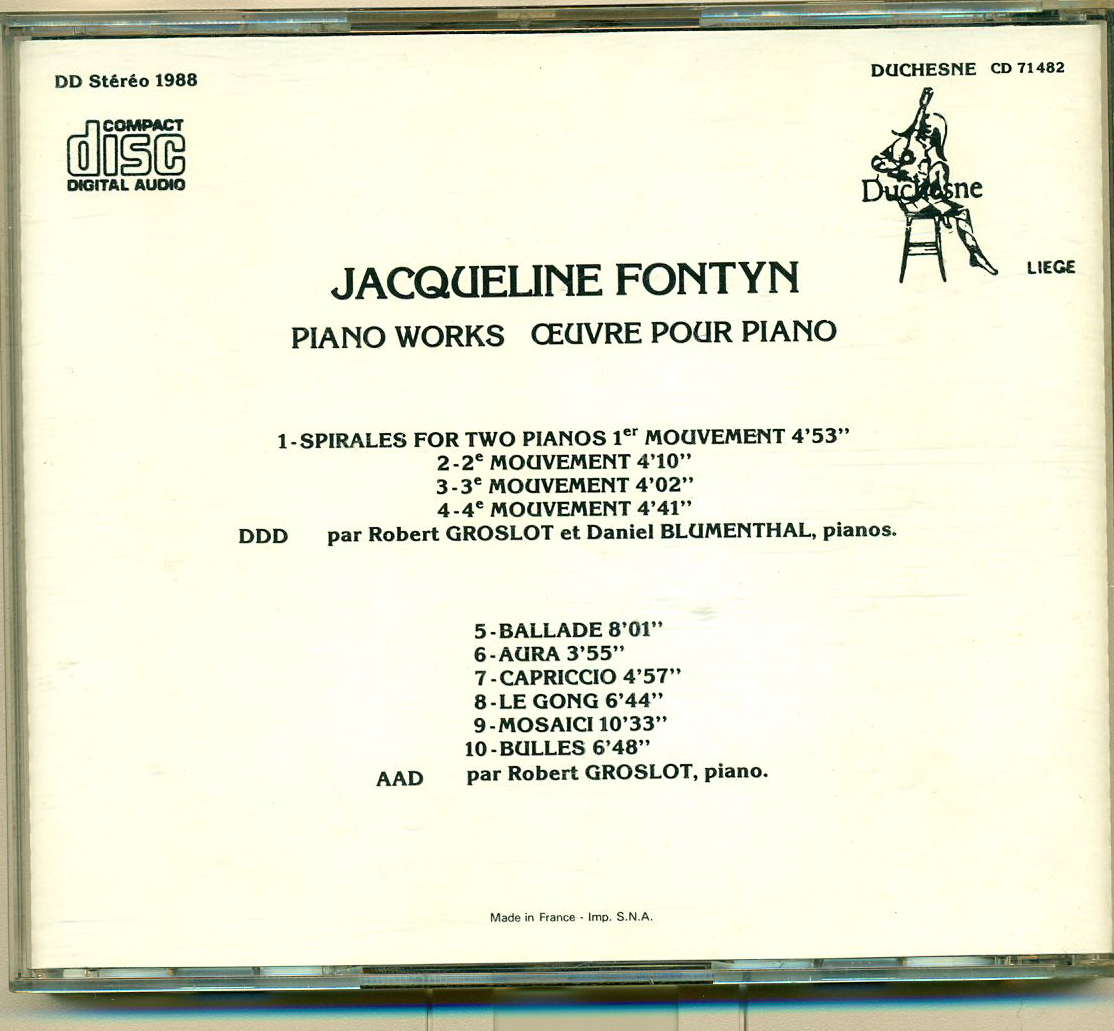 DD Stéréo 1988
DUCHESNE CD 71482
COMPACT
disc
DIGITAL AUDIO
Duchesne
LIEGE
JACQUELINE FONTYN
PIANO WORKS ŒUVRE POUR PIANO
1-SPIRALES FOR TWO PIANOS 1er MOUVEMENT 4'53"
2-2e MOUVEMENT 4'10"
3-3e MOUVEMENT 4'02"
4-4e MOUVEMENT 4'41"
DDD par Robert GROSLOT et Daniel BLUMENTHAL, pianos.
5-BALLADE 8'01"
6-AURA 3'55"
7-CAPRICCIO 4'57"
8-LE GONG 6'44"
9-MOSAICI 10'33"
10-BULLES 6'48"
AAD par Robert GROSLOT, piano.
Made in France - Imp. S.N.A.